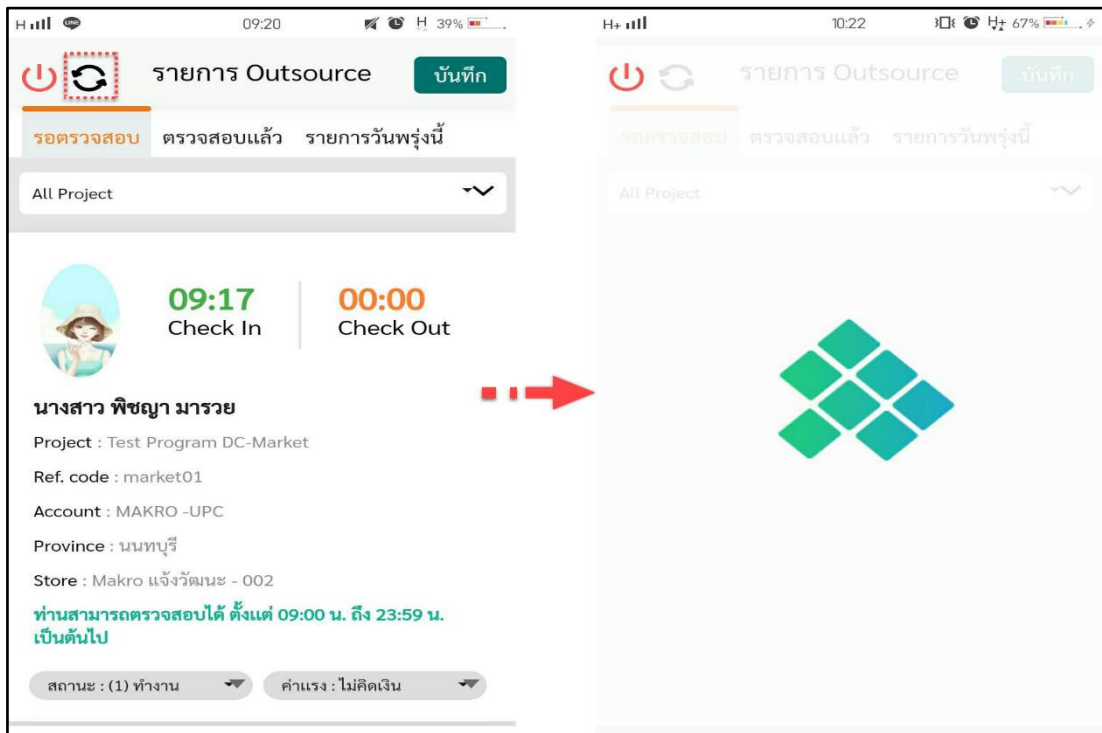 H LINE 09:20 H 39%
รายการ Outsource บันทึก
รอตรวจสอบ ตรวจสอบแล้ว รายการวันพรุ่งนี้
All Project
09:17 00:00
Check In Check Out
นางสาว พิชญา มารวย
Project : Test Program DC-Market
Ref. code : market01
Account : MAKRO -UPC
Province : นนทบุรี
Store : Makro แจ้งวัฒนะ - 002
ท่านสามารถตรวจสอบได้ ตั้งแต่ 09:00 น. ถึง 23:59 น.
เป็นต้นไป
สถานะ : (1) ทำงาน ค่าแรง : ไม่คิดเงิน
H+ 10:22 H+ 67%
รายการ Outsource บันทึก
รอตรวจสอบ ตรวจสอบแล้ว รายการวันพรุ่งนี้
All Project